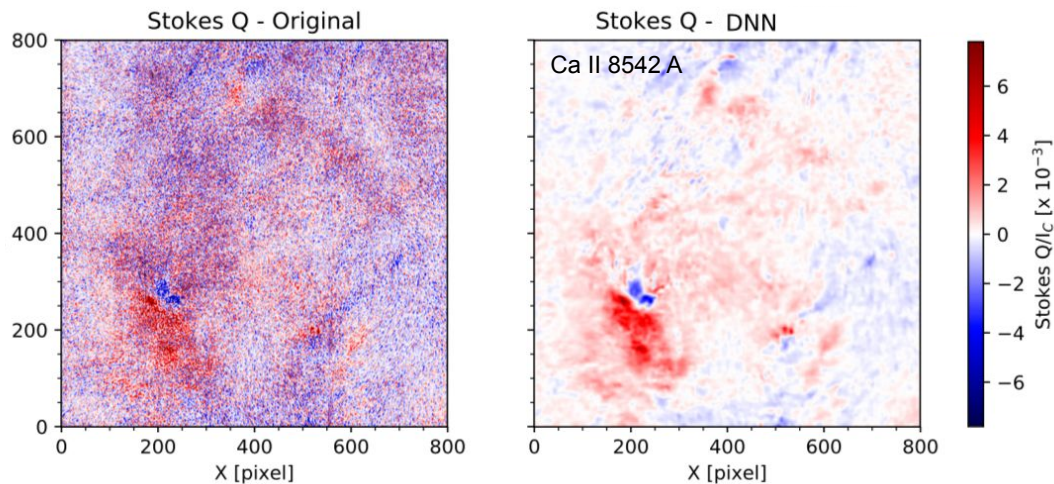 Stokes Q - Original
800
600
400
200
0
0 200 400 600 800
X [pixel]
Stokes Q - DNN
Ca II 8542 A
0 200 400 600 800
X [pixel]
6
4
2
0
−2
−4
−6
Stokes Q/I_C [x 10⁻³]